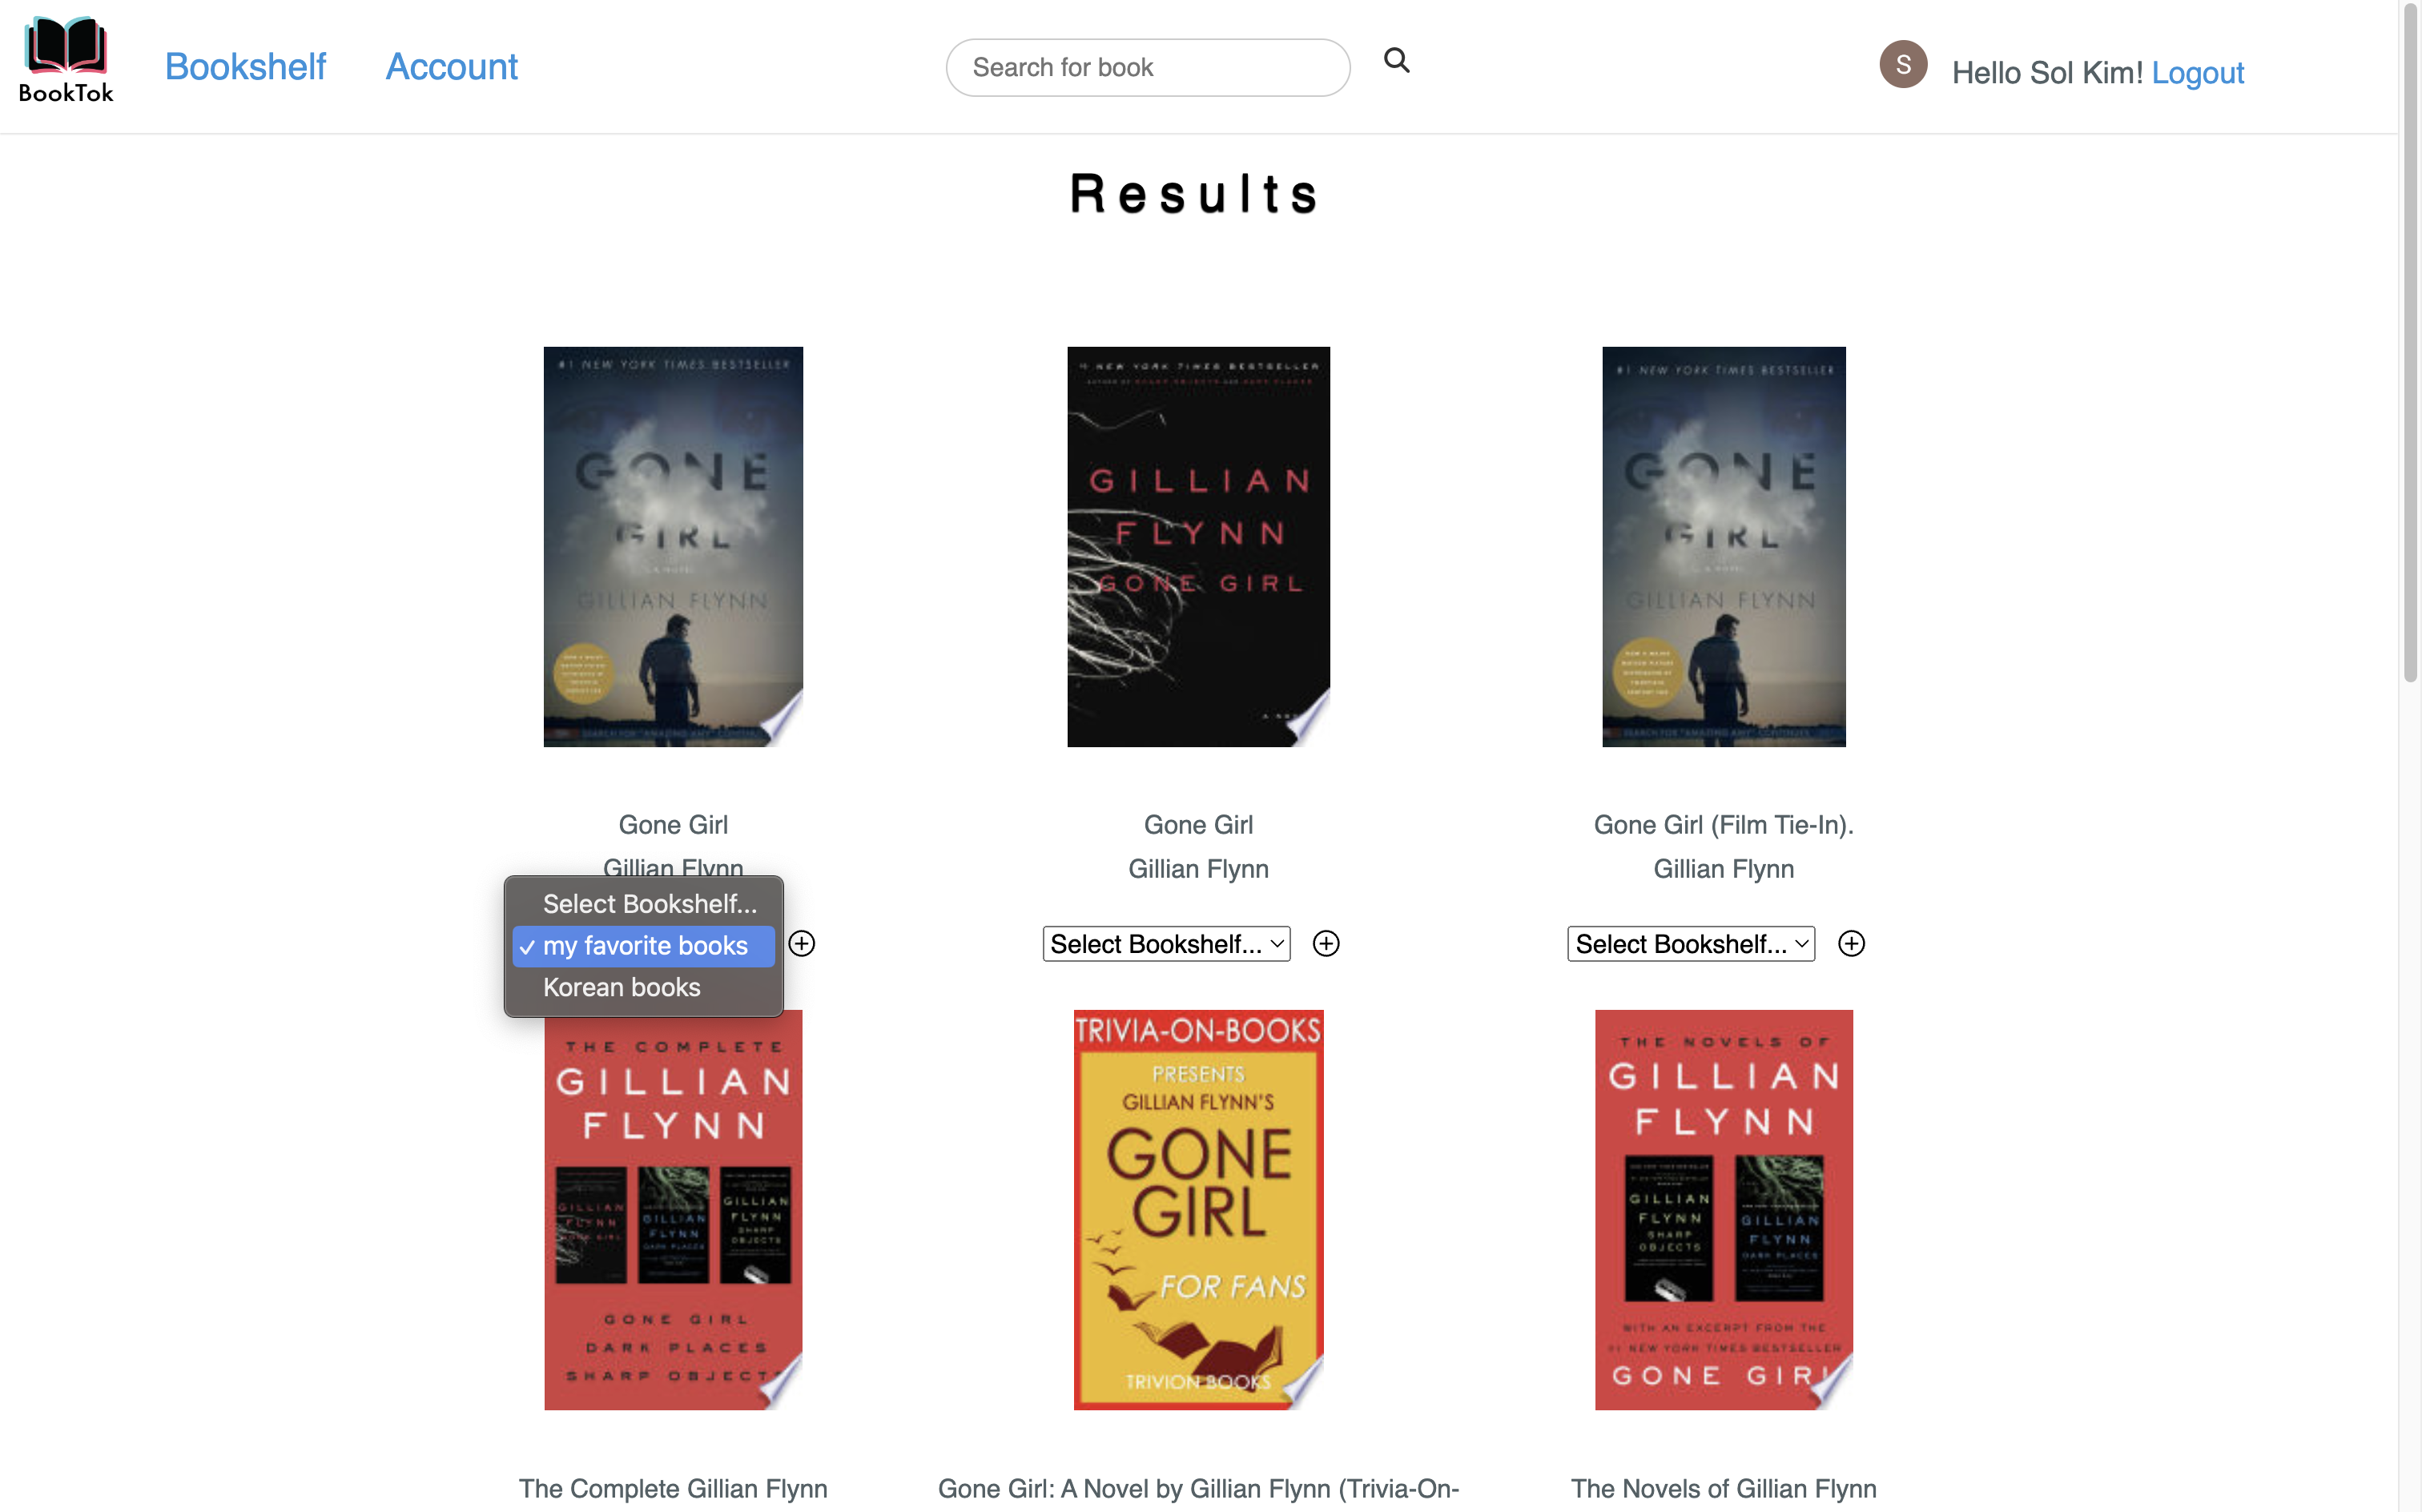 BookTok
Bookshelf
Account
Search for book
S
Hello Sol Kim! Logout
Results
#1 NEW YORK TIMES BESTSELLER
GONE
GIRL
A NOVEL
GILLIAN FLYNN
#1 NEW YORK TIMES BESTSELLER
AUTHOR OF SHARP OBJECTS AND DARK PLACES
GILLIAN
FLYNN
GONE GIRL
#1 NEW YORK TIMES BESTSELLER
GONE
GIRL
A NOVEL
GILLIAN FLYNN
Gone Girl
Gillian Flynn
Gone Girl
Gillian Flynn
Gone Girl (Film Tie-In).
Gillian Flynn
Select Bookshelf...
✓ my favorite books
Korean books
Select Bookshelf...
Select Bookshelf...
THE COMPLETE
GILLIAN
FLYNN
GILLIAN
FLYNN
GONE GIRL
GILLIAN
FLYNN
DARK PLACES
GILLIAN
FLYNN
SHARP
OBJECTS
GONE GIRL
DARK PLACES
SHARP OBJECTS
TRIVIA-ON-BOOKS
PRESENTS
GILLIAN FLYNN'S
GONE
GIRL
FOR FANS
TRIVION BOOKS
THE NOVELS OF
GILLIAN
FLYNN
GILLIAN
FLYNN
SHARP
OBJECTS
GILLIAN
FLYNN
DARK PLACES
WITH AN EXCERPT FROM THE
#1 NEW YORK TIMES BESTSELLER
GONE GIRL
The Complete Gillian Flynn
Gone Girl: A Novel by Gillian Flynn (Trivia-On-
The Novels of Gillian Flynn